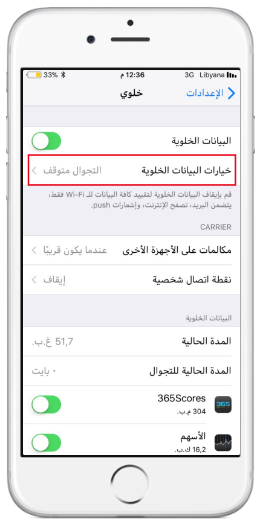 33% 12:36 م 3G Libyana
الإعدادات خلوي
البيانات الخلوية
خيارات البيانات الخلوية التجوال متوقف
قم بإيقاف البيانات الخلوية لتقييد كافة البيانات للـ Wi-Fi فقط،
يتضمن البريد، تصفح الإنترنت، وإشعارات push.
CARRIER
مكالمات على الأجهزة الأخرى عندما يكون قريبًا
نقطة اتصال شخصية إيقاف
البيانات الخلوية
المدة الحالية 51,7 غ.ب.
المدة الحالية للتجوال ٠ بايت
365Scores
365
304 م.ب.
الأسهم
16,2 ك.ب.